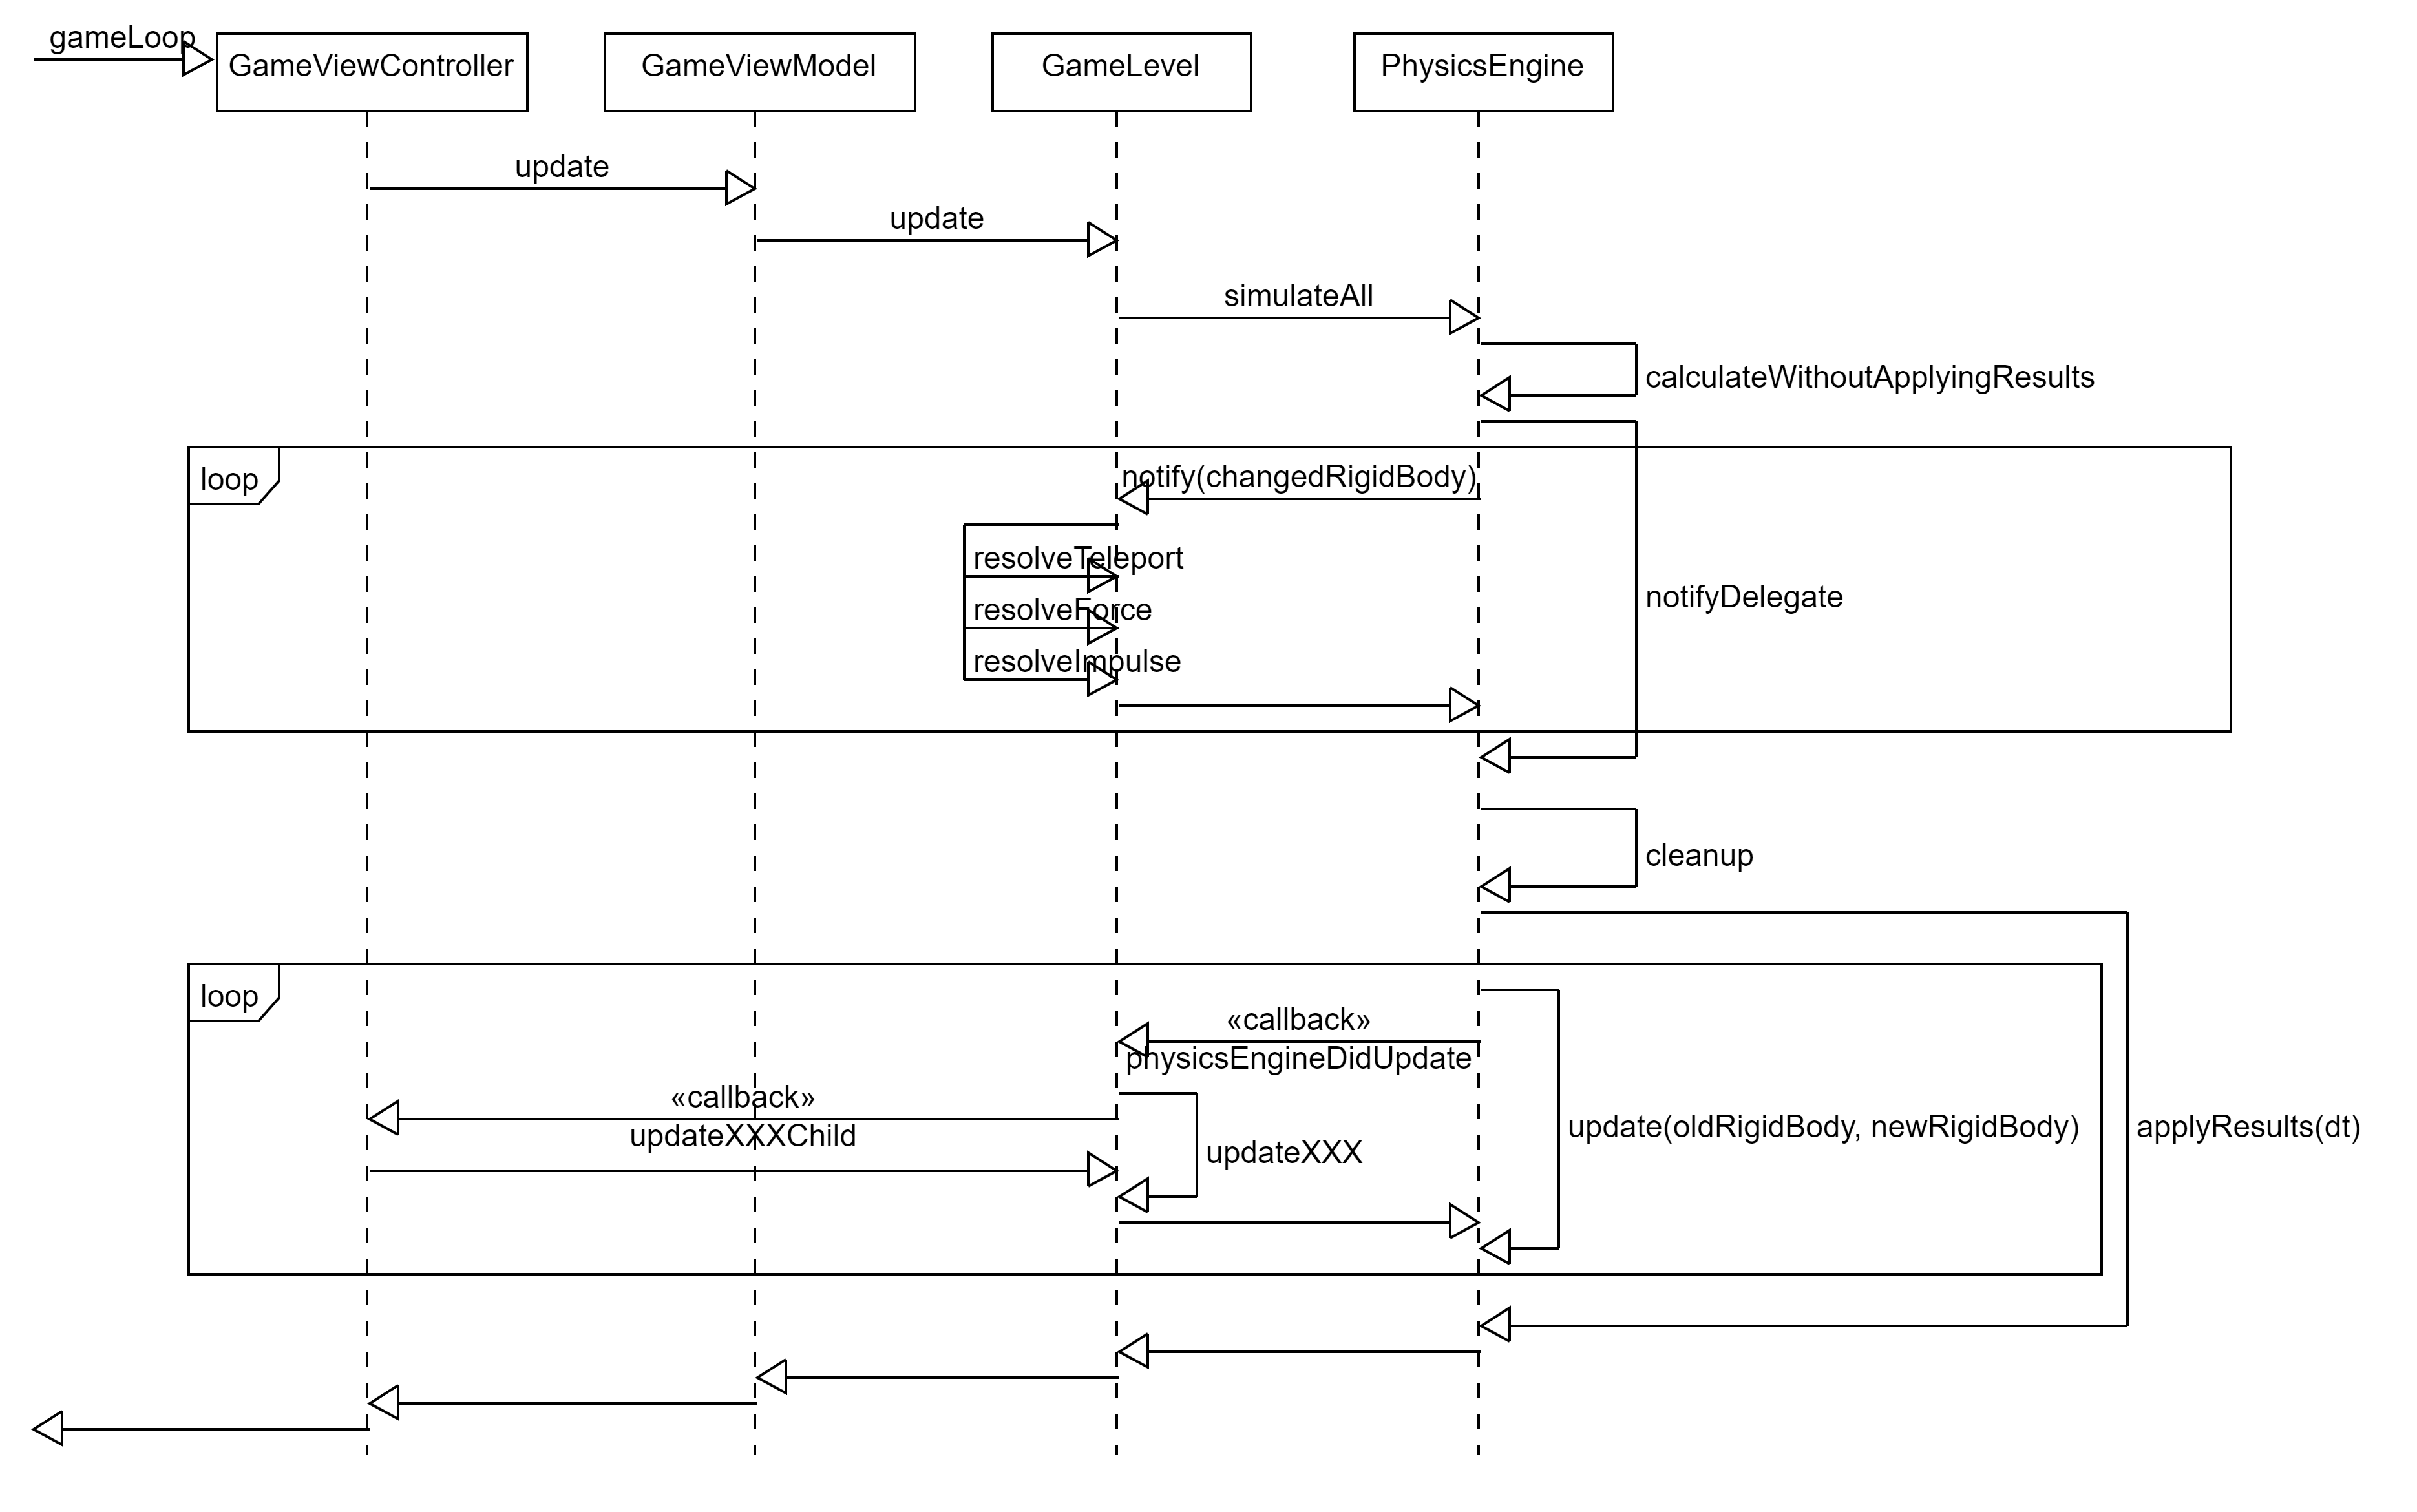 gameLoop
GameViewController
GameViewModel
GameLevel
PhysicsEngine
update
update
simulateAll
calculateWithoutApplyingResults
loop
notify(changedRigidBody)
resolveTeleport
resolveForce
notifyDelegate
resolveImpulse
cleanup
loop
«callback»
physicsEngineDidUpdate
«callback»
updateXXXChild
update(oldRigidBody, newRigidBody)
applyResults(dt)
updateXXX